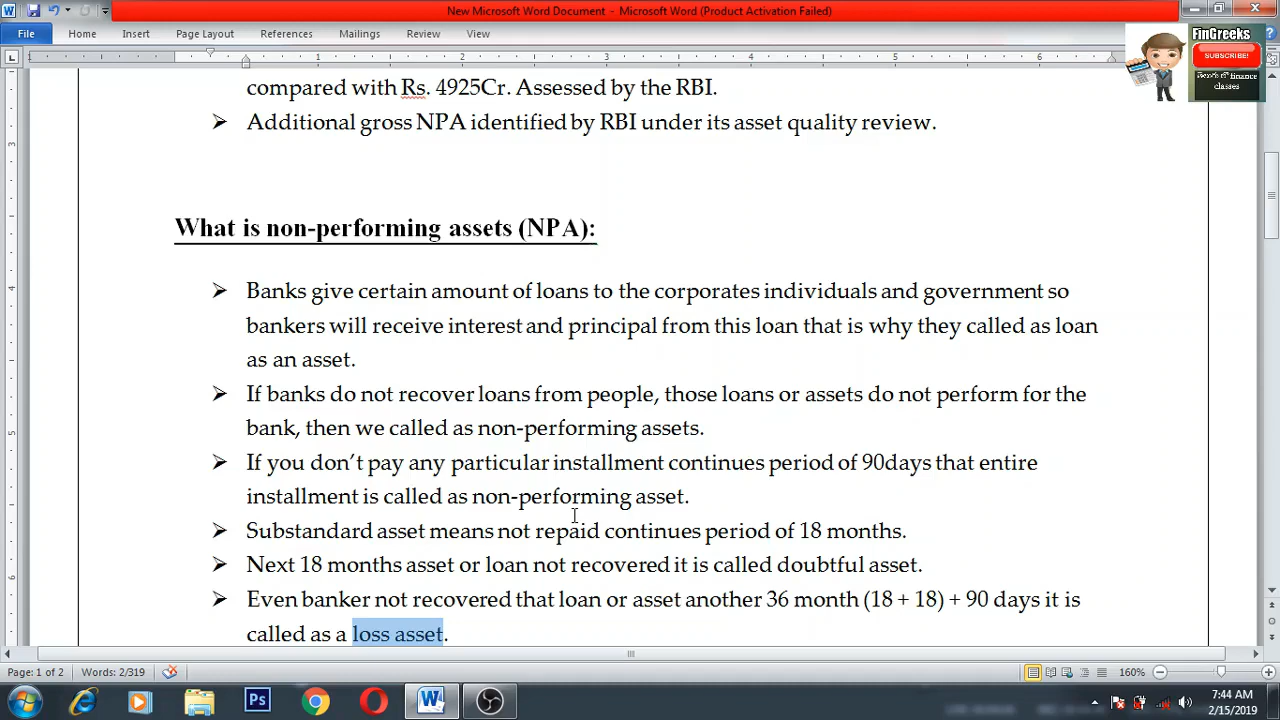 New Microsoft Word Document - Microsoft Word (Product Activation Failed)
File Home Insert Page Layout References Mailings Review View
FinGreeks
SUBSCRIBE!
తెలుగు లో finance
classes
1 2 3 4 5 6
compared with Rs. 4925Cr. Assessed by the RBI.
➢ Additional gross NPA identified by RBI under its asset quality review.
What is non-performing assets (NPA):
➢ Banks give certain amount of loans to the corporates individuals and government so
bankers will receive interest and principal from this loan that is why they called as loan
as an asset.
➢ If banks do not recover loans from people, those loans or assets do not perform for the
bank, then we called as non-performing assets.
➢ If you don’t pay any particular installment continues period of 90days that entire
installment is called as non-performing asset.
➢ Substandard asset means not repaid continues period of 18 months.
➢ Next 18 months asset or loan not recovered it is called doubtful asset.
➢ Even banker not recovered that loan or asset another 36 month (18 + 18) + 90 days it is
called as a loss asset.
Page: 1 of 2 Words: 2/319 160%
7:44 AM
2/15/2019